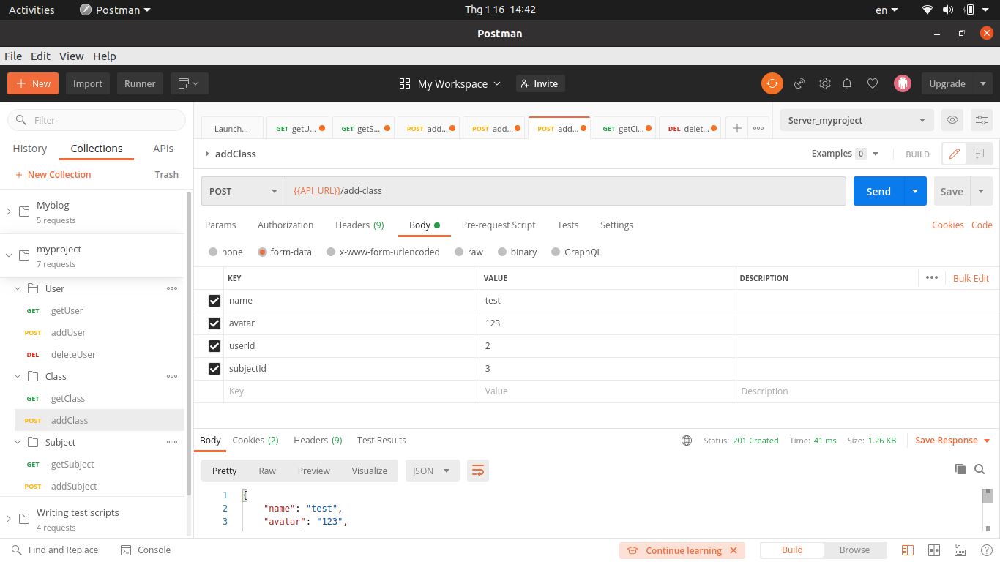 Activities Postman Thg 1 16 14:42 en
Postman
File Edit View Help
New Import Runner My Workspace Invite Upgrade
Filter
Launch... GET getU... GET getS... POST add... POST add... POST add... GET getCl... DEL delet... Server_myproject
History Collections APIs
addClass Examples 0 BUILD
+ New Collection Trash
POST {{API_URL}}/add-class Send Save
Myblog
5 requests
Params Authorization Headers (9) Body Pre-request Script Tests Settings Cookies Code
myproject
7 requests
none form-data x-www-form-urlencoded raw binary GraphQL
KEY VALUE DESCRIPTION Bulk Edit
User
name test
getUser GET
avatar 123
POST addUser
userId 2
DEL deleteUser
subjectId 3
Class
Key Value Description
GET getClass
POST addClass
Subject
Body Cookies (2) Headers (9) Test Results Status: 201 Created Time: 41 ms Size: 1.26 KB Save Response
GET getSubject
Pretty Raw Preview Visualize JSON
POST addSubject
1 {
2 "name": "test",
3 "avatar": "123",
Writing test scripts
4 requests
Find and Replace Console Continue learning Build Browse